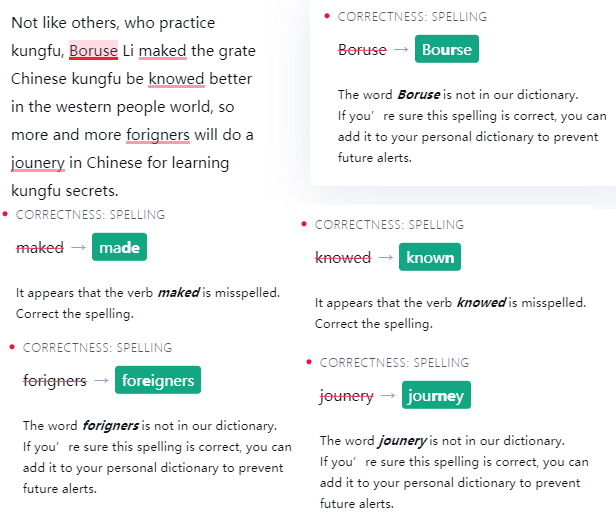 Not like others, who practice
kungfu, Boruse Li maked the grate
Chinese kungfu be knowed better
in the western people world, so
more and more forigners will do a
jounery in Chinese for learning
kungfu secrets.
CORRECTNESS: SPELLING
Boruse → Bourse
The word Boruse is not in our dictionary.
If you’re sure this spelling is correct, you can
add it to your personal dictionary to prevent
future alerts.
CORRECTNESS: SPELLING
maked → made
It appears that the verb maked is misspelled.
Correct the spelling.
CORRECTNESS: SPELLING
knowed → known
It appears that the verb knowed is misspelled.
Correct the spelling.
CORRECTNESS: SPELLING
forigners → foreigners
The word forigners is not in our dictionary.
If you’re sure this spelling is correct, you can
add it to your personal dictionary to prevent
future alerts.
CORRECTNESS: SPELLING
jounery → journey
The word jounery is not in our dictionary.
If you’re sure this spelling is correct, you can
add it to your personal dictionary to prevent
future alerts.